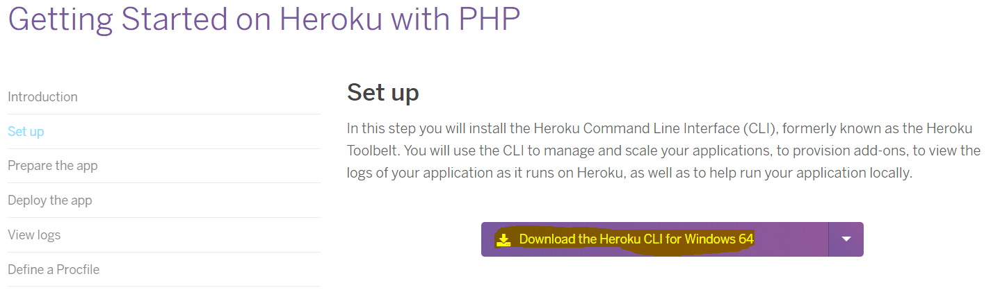 Getting Started on Heroku with PHP
Introduction
Set up
Prepare the app
Deploy the app
View logs
Define a Procfile
Set up
In this step you will install the Heroku Command Line Interface (CLI), formerly known as the Heroku
Toolbelt. You will use the CLI to manage and scale your applications, to provision add-ons, to view the
logs of your application as it runs on Heroku, as well as to help run your application locally.
Download the Heroku CLI for Windows 64